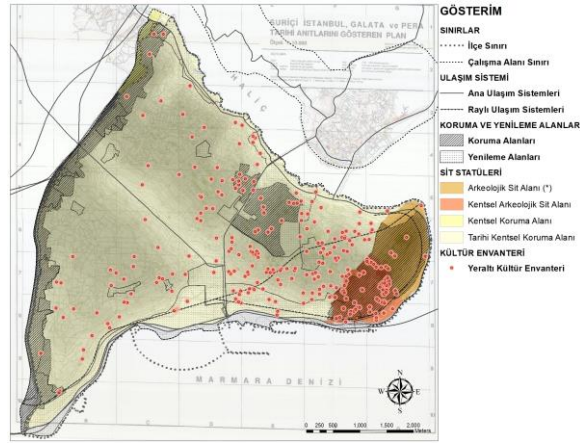 SURİÇİ İSTANBUL, GALATA ve PERA
TARİHİ ANITLARINI GÖSTEREN PLAN
HALİÇ
MARMARA DENİZİ
N
W
E
S
0 250 500 1,000 1,500 2,000
Meters
GÖSTERİM
SINIRLAR
İlçe Sınırı
Çalışma Alanı Sınırı
ULAŞIM SİSTEMİ
Ana Ulaşım Sistemleri
Raylı Ulaşım Sistemleri
KORUMA VE YENİLEME ALANLAR
Koruma Alanları
Yenileme Alanları
SİT STATÜLERİ
Arkeolojik Sit Alanı (*)
Kentsel Arkeolojik Sit Alanı
Kentsel Koruma Alanı
Tarihi Kentsel Koruma Alanı
KÜLTÜR ENVANTERİ
Yeraltı Kültür Envanteri